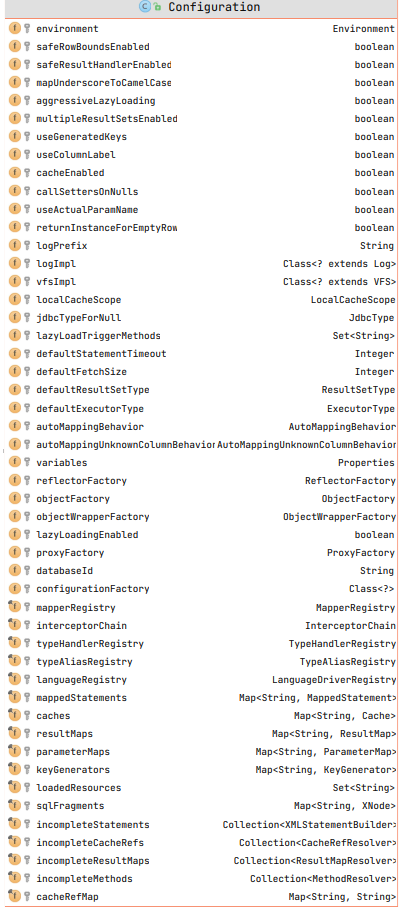 Configuration
environment Environment
safeRowBoundsEnabled boolean
safeResultHandlerEnabled boolean
mapUnderscoreToCamelCase boolean
aggressiveLazyLoading boolean
multipleResultSetsEnabled boolean
useGeneratedKeys boolean
useColumnLabel boolean
cacheEnabled boolean
callSettersOnNulls boolean
useActualParamName boolean
returnInstanceForEmptyRow boolean
logPrefix String
logImpl Class<? extends Log>
vfsImpl Class<? extends VFS>
localCacheScope LocalCacheScope
jdbcTypeForNull JdbcType
lazyLoadTriggerMethods Set<String>
defaultStatementTimeout Integer
defaultFetchSize Integer
defaultResultSetType ResultSetType
defaultExecutorType ExecutorType
autoMappingBehavior AutoMappingBehavior
autoMappingUnknownColumnBehavior AutoMappingUnknownColumnBehavior
variables Properties
reflectorFactory ReflectorFactory
objectFactory ObjectFactory
objectWrapperFactory ObjectWrapperFactory
lazyLoadingEnabled boolean
proxyFactory ProxyFactory
databaseId String
configurationFactory Class<?>
mapperRegistry MapperRegistry
interceptorChain InterceptorChain
typeHandlerRegistry TypeHandlerRegistry
typeAliasRegistry TypeAliasRegistry
languageRegistry LanguageDriverRegistry
mappedStatements Map<String, MappedStatement>
caches Map<String, Cache>
resultMaps Map<String, ResultMap>
parameterMaps Map<String, ParameterMap>
keyGenerators Map<String, KeyGenerator>
loadedResources Set<String>
sqlFragments Map<String, XNode>
incompleteStatements Collection<XMLStatementBuilder>
incompleteCacheRefs Collection<CacheRefResolver>
incompleteResultMaps Collection<ResultMapResolver>
incompleteMethods Collection<MethodResolver>
cacheRefMap Map<String, String>